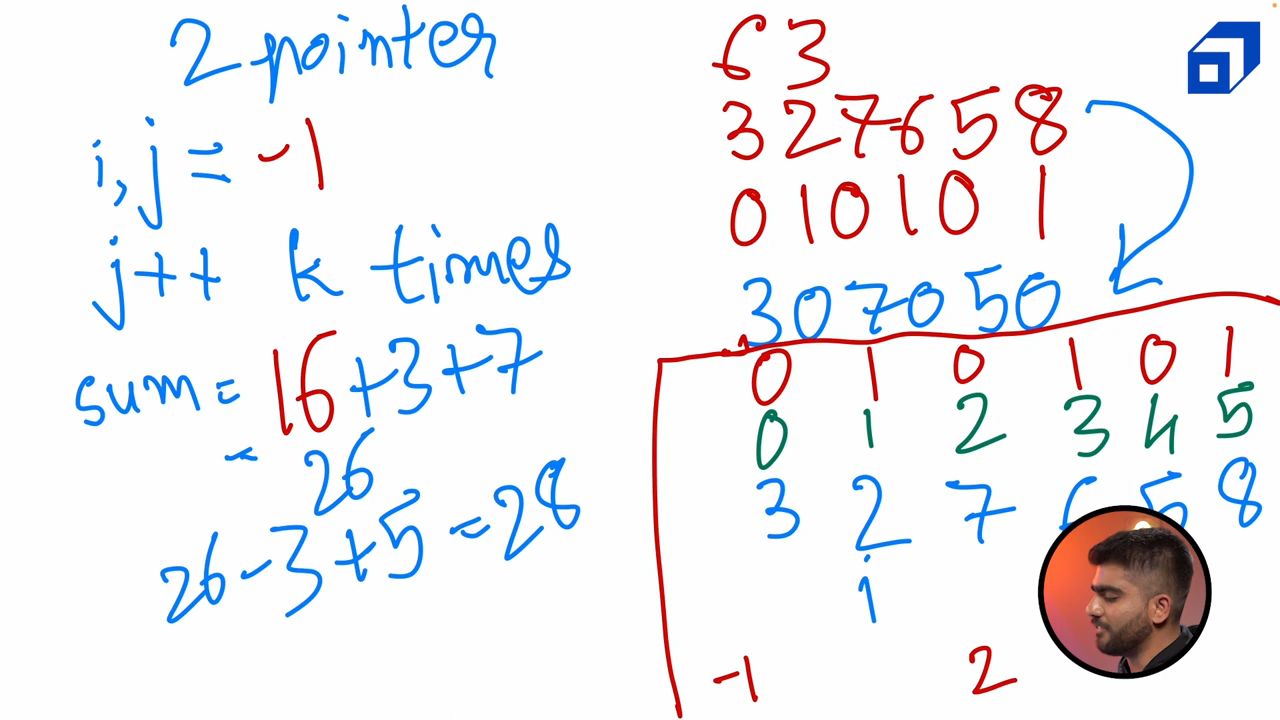 2 pointer
i, j = -1
j++ k times
sum = 16+3+7
= 26
26-3+5=28
6 3
3 2 7 6 5 8
0 1 0 1 0 1
3 0 7 0 5 0
0 1 0 1 0 1
0 1 2 3 4 5
3 2 7 6 5 8
i
-1 2